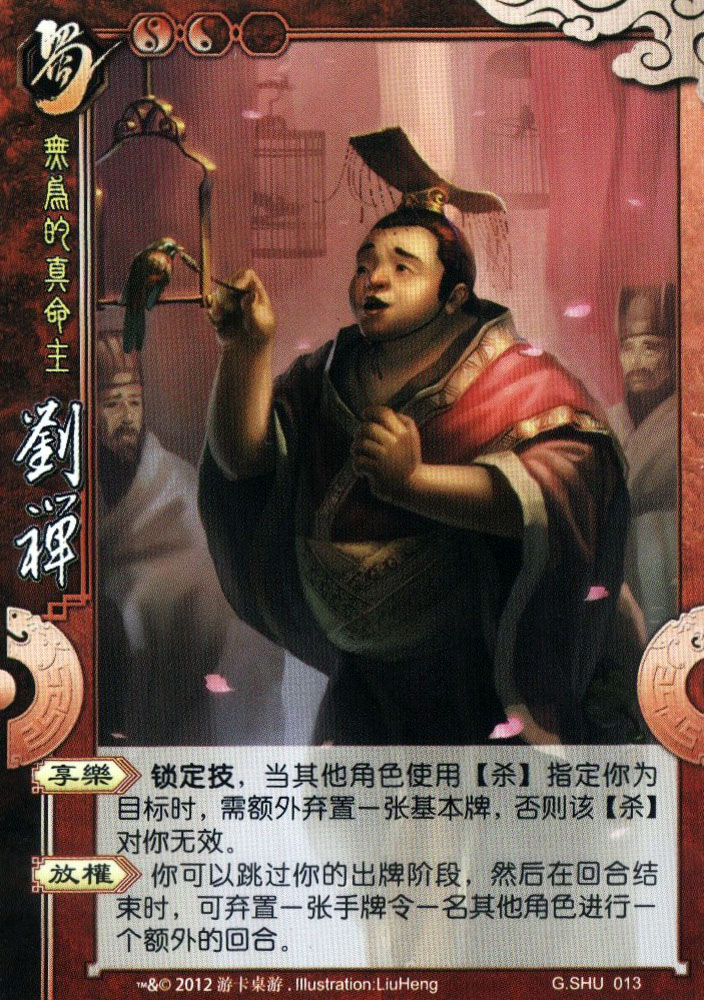 蜀
無為的真命主
劉禪
享樂 锁定技，当其他角色使用【杀】指定你为
目标时，需额外弃置一张基本牌，否则该【杀】
对你无效。
放權 你可以跳过你的出牌阶段，然后在回合结
束时，可弃置一张手牌令一名其他角色进行一
个额外的回合。
™&© 2012 游卡桌游 . Illustration:LiuHeng
G.SHU 013